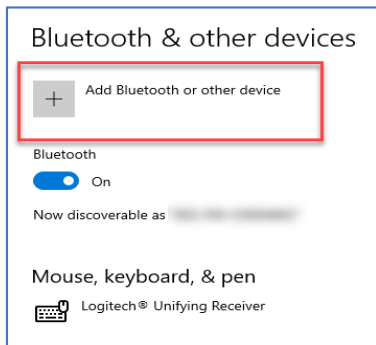 Bluetooth & other devices
Add Bluetooth or other device
Bluetooth
On
Now discoverable as
Mouse, keyboard, & pen
Logitech® Unifying Receiver